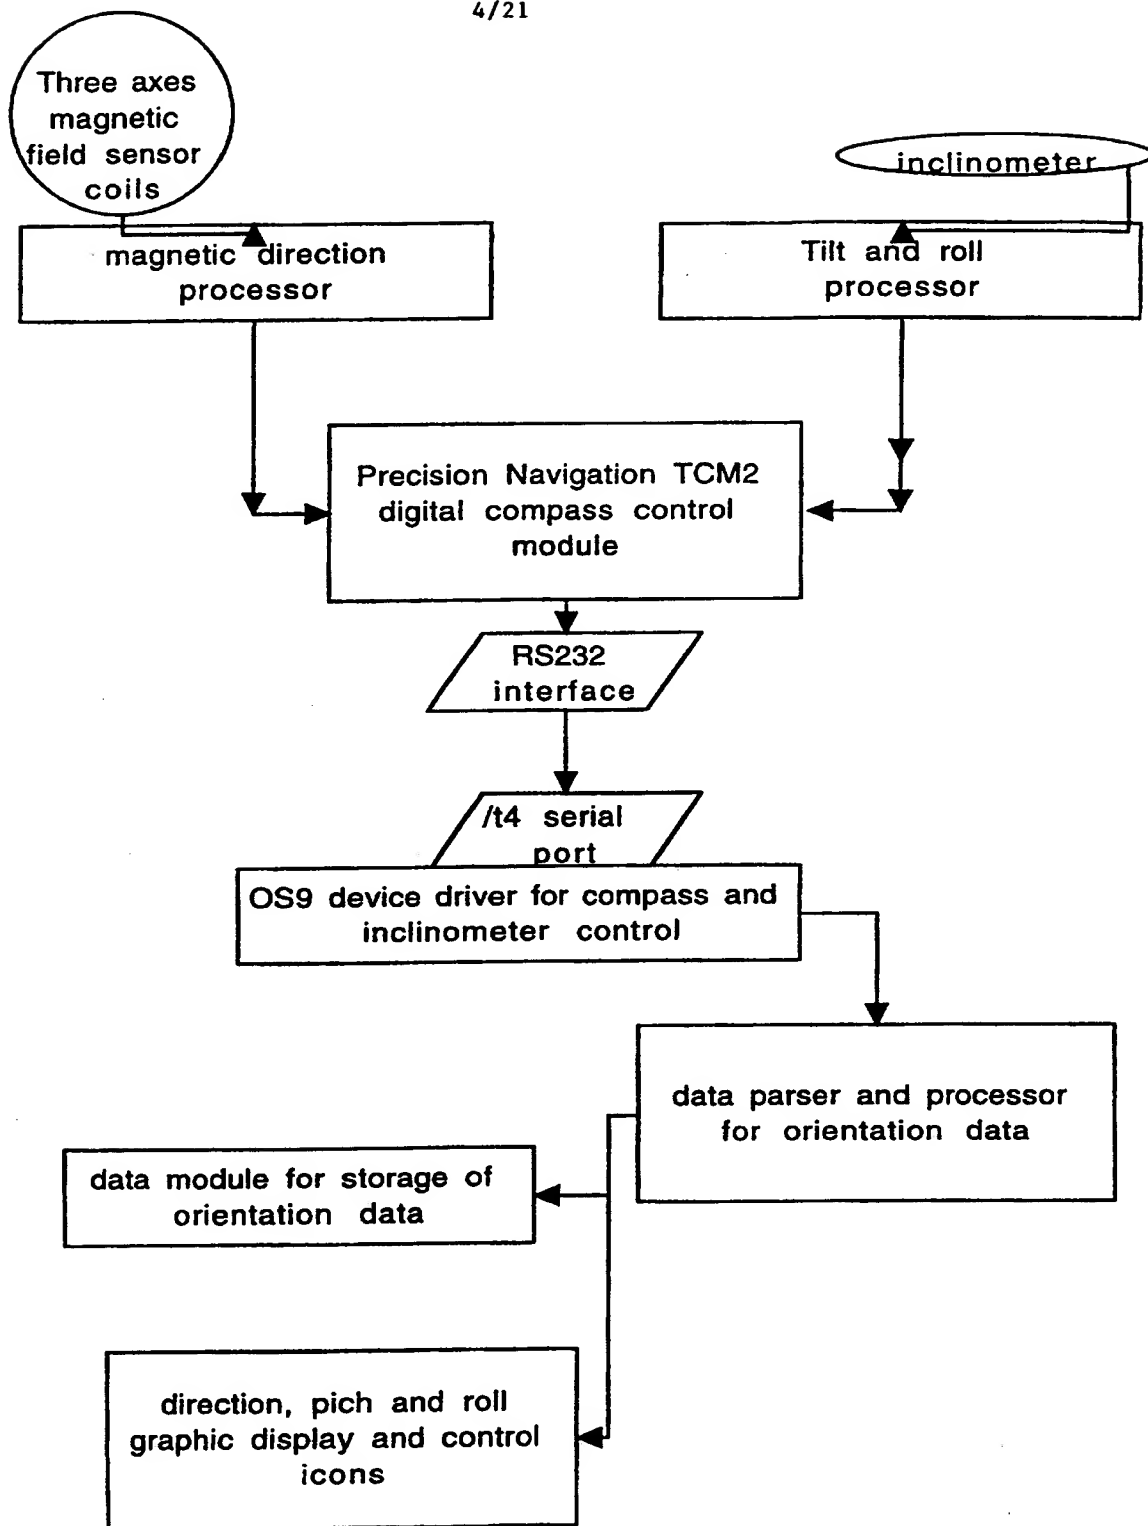 4/21
Three axes
magnetic
field sensor
coils
inclinometer
magnetic direction
processor
Tilt and roll
processor
Precision Navigation TCM2
digital compass control
module
RS232
interface
/t4 serial
port
OS9 device driver for compass and
inclinometer control
data parser and processor
for orientation data
data module for storage of
orientation data
direction, pich and roll
graphic display and control
icons